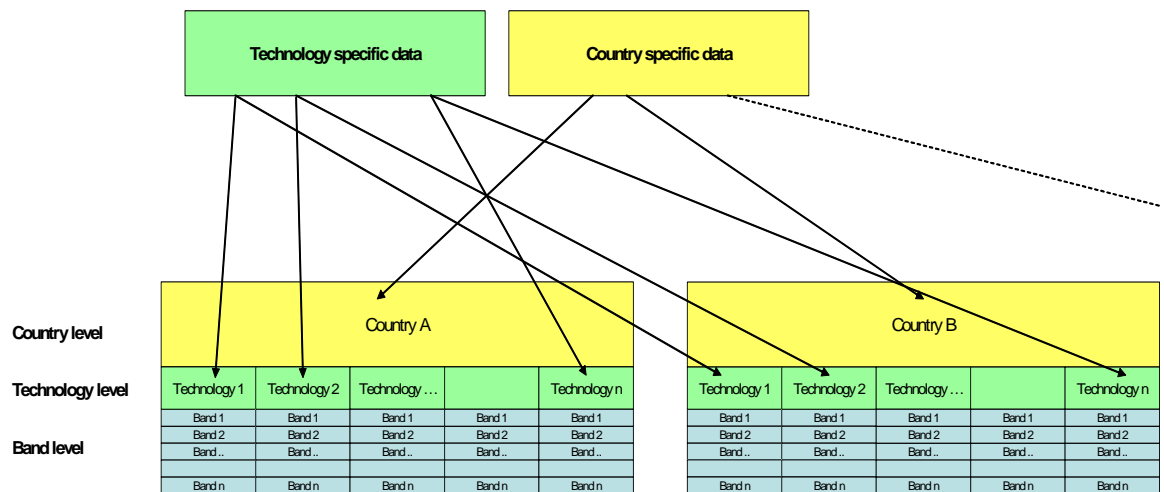 Technology specific data
Country specific data
Country level
Country A
Country B
Technology level
Technology 1 Technology 2 Technology ... Technology n
Technology 1 Technology 2 Technology ... Technology n
Band level
Band 1 Band 1 Band 1 Band 1 Band 1
Band 2 Band 2 Band 2 Band 2 Band 2
Band .. Band .. Band .. Band .. Band ..
Band n Band n Band n Band n Band n
Band 1 Band 1 Band 1 Band 1 Band 1
Band 2 Band 2 Band 2 Band 2 Band 2
Band .. Band .. Band .. Band .. Band ..
Band n Band n Band n Band n Band n